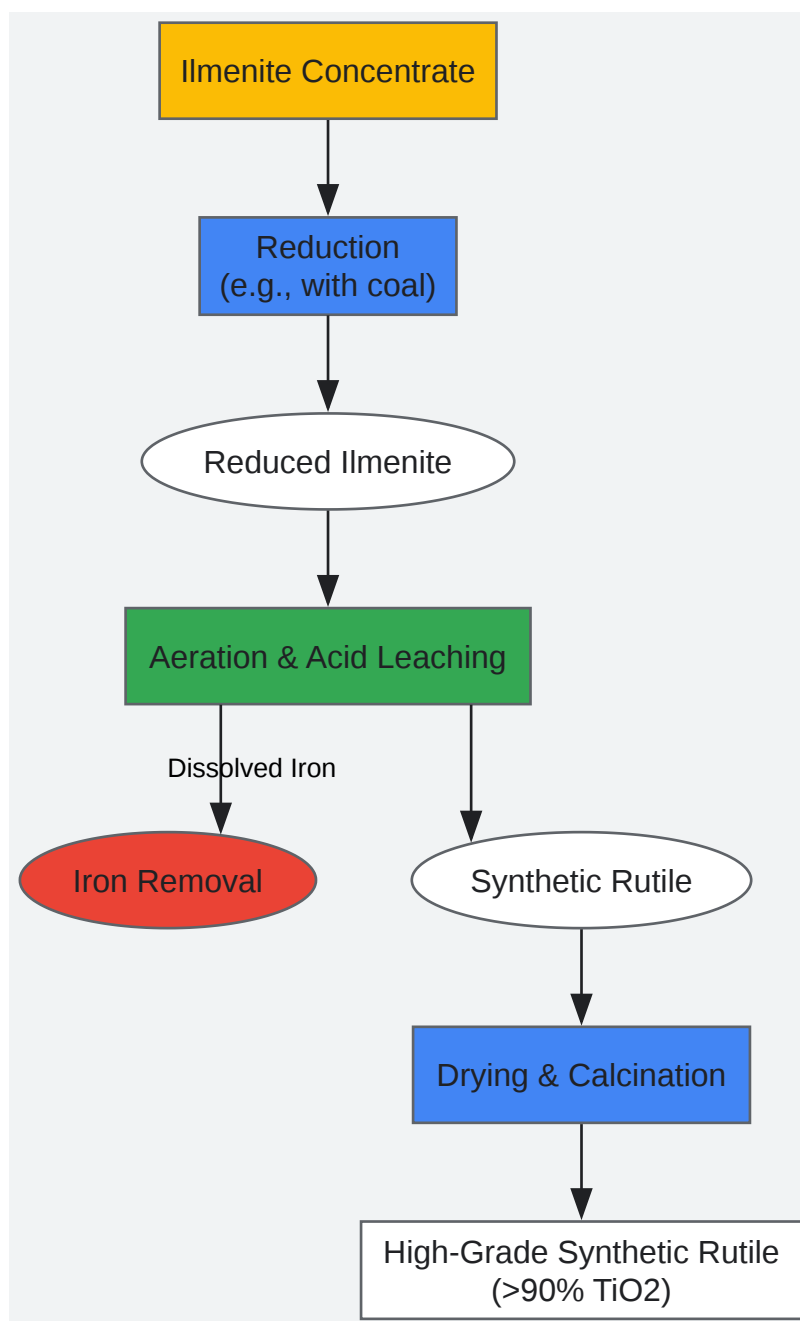 Ilmenite Concentrate
Reduction
(e.g., with coal)
Reduced Ilmenite
Aeration & Acid Leaching
Dissolved Iron
Iron Removal
Synthetic Rutile
Drying & Calcination
High-Grade Synthetic Rutile
(>90% TiO2)